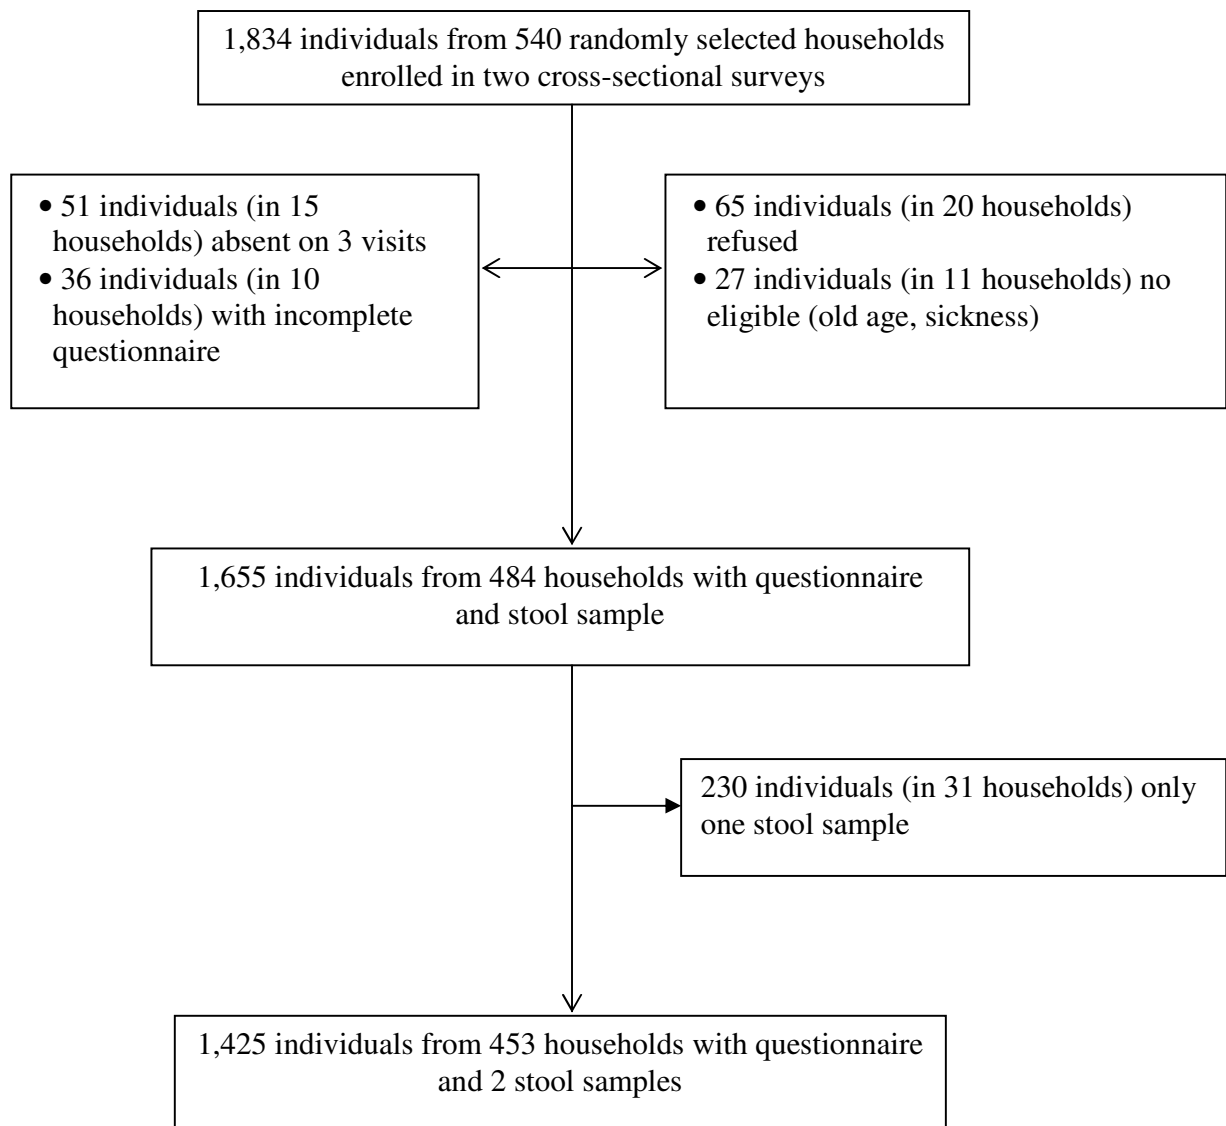 1,834 individuals from 540 randomly selected households
enrolled in two cross-sectional surveys
• 51 individuals (in 15
households) absent on 3 visits
• 36 individuals (in 10
households) with incomplete
questionnaire
• 65 individuals (in 20 households)
refused
• 27 individuals (in 11 households) no
eligible (old age, sickness)
1,655 individuals from 484 households with questionnaire
and stool sample
230 individuals (in 31 households) only
one stool sample
1,425 individuals from 453 households with questionnaire
and 2 stool samples